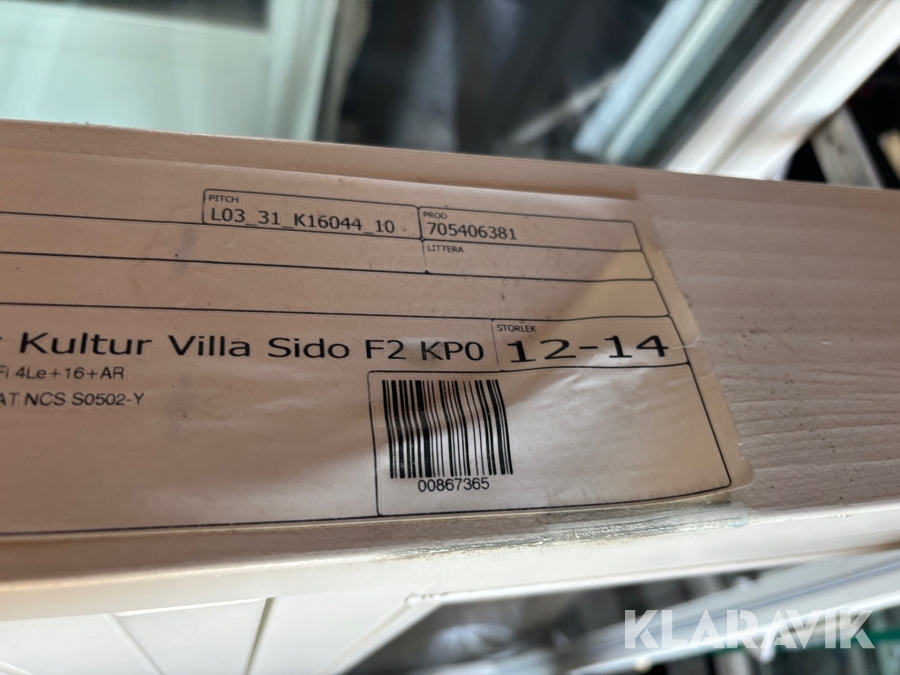 PITCH
L03_31_K16044_10
PROD
705406381
LITTERA
Kultur Villa Sido F2 KP0
STORLEK
12-14
4Le+16+AR
NCS S0502-Y
00867365
KLARAVIK